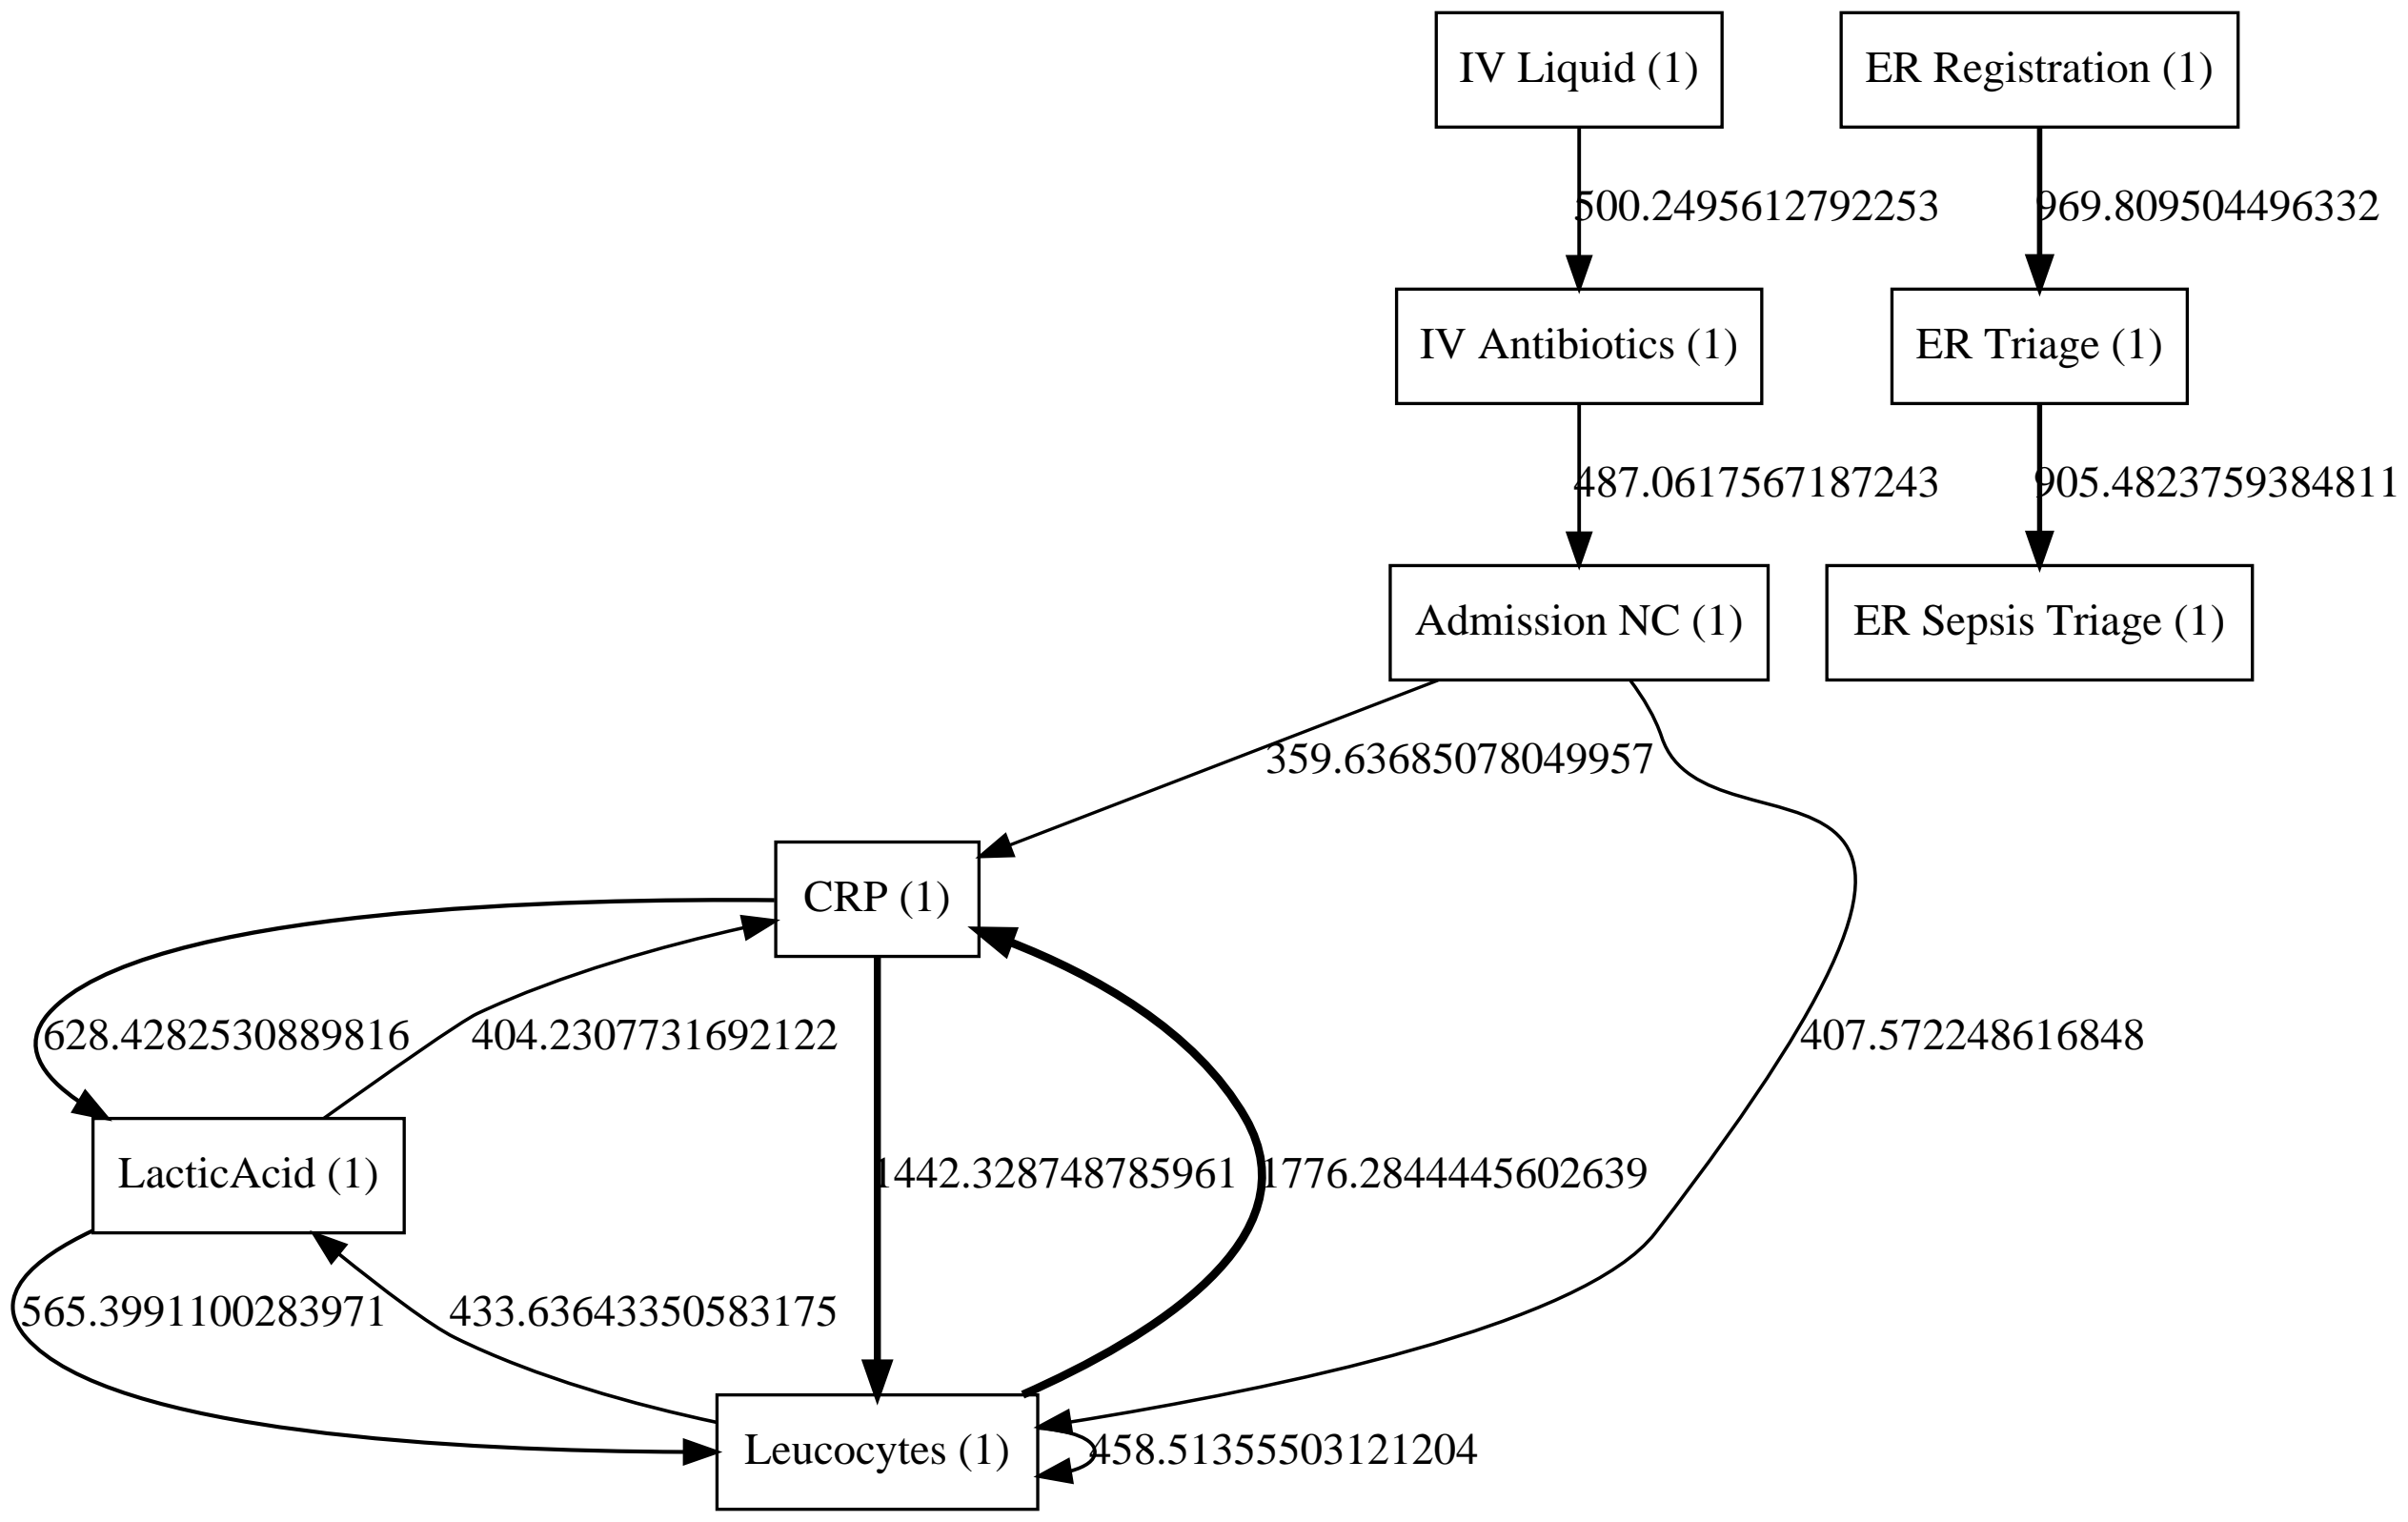 IV Liquid (1)
ER Registration (1)
500.2495612792253
969.809504496332
IV Antibiotics (1)
ER Triage (1)
487.0617567187243
905.4823759384811
Admission NC (1)
ER Sepsis Triage (1)
359.63685078049957
CRP (1)
628.4282530889816
404.2307731692122
407.572248616848
LacticAcid (1)
1442.328748785961
1776.2844445602639
565.3991100283971
433.63643350583175
Leucocytes (1)
458.51355503121204